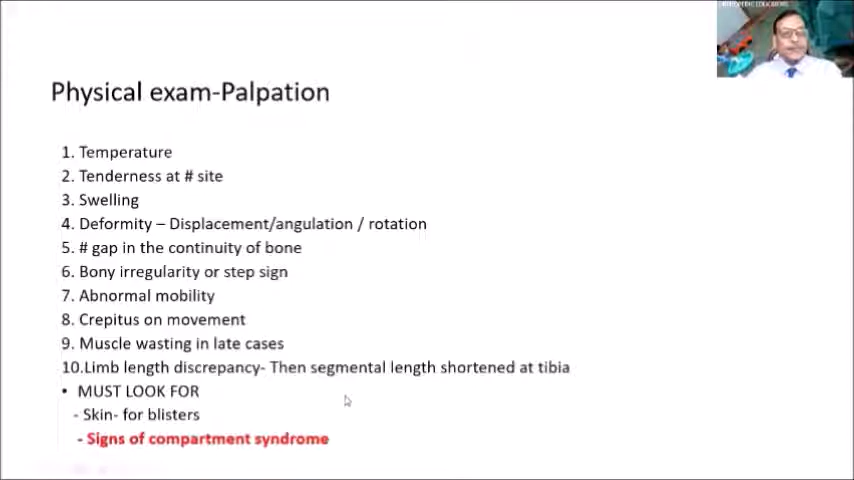 ORTHOPEDIC EDUCATORS
Physical exam-Palpation
1. Temperature
2. Tenderness at # site
3. Swelling
4. Deformity – Displacement/angulation / rotation
5. # gap in the continuity of bone
6. Bony irregularity or step sign
7. Abnormal mobility
8. Crepitus on movement
9. Muscle wasting in late cases
10.Limb length discrepancy- Then segmental length shortened at tibia
• MUST LOOK FOR
- Skin- for blisters
- Signs of compartment syndrome